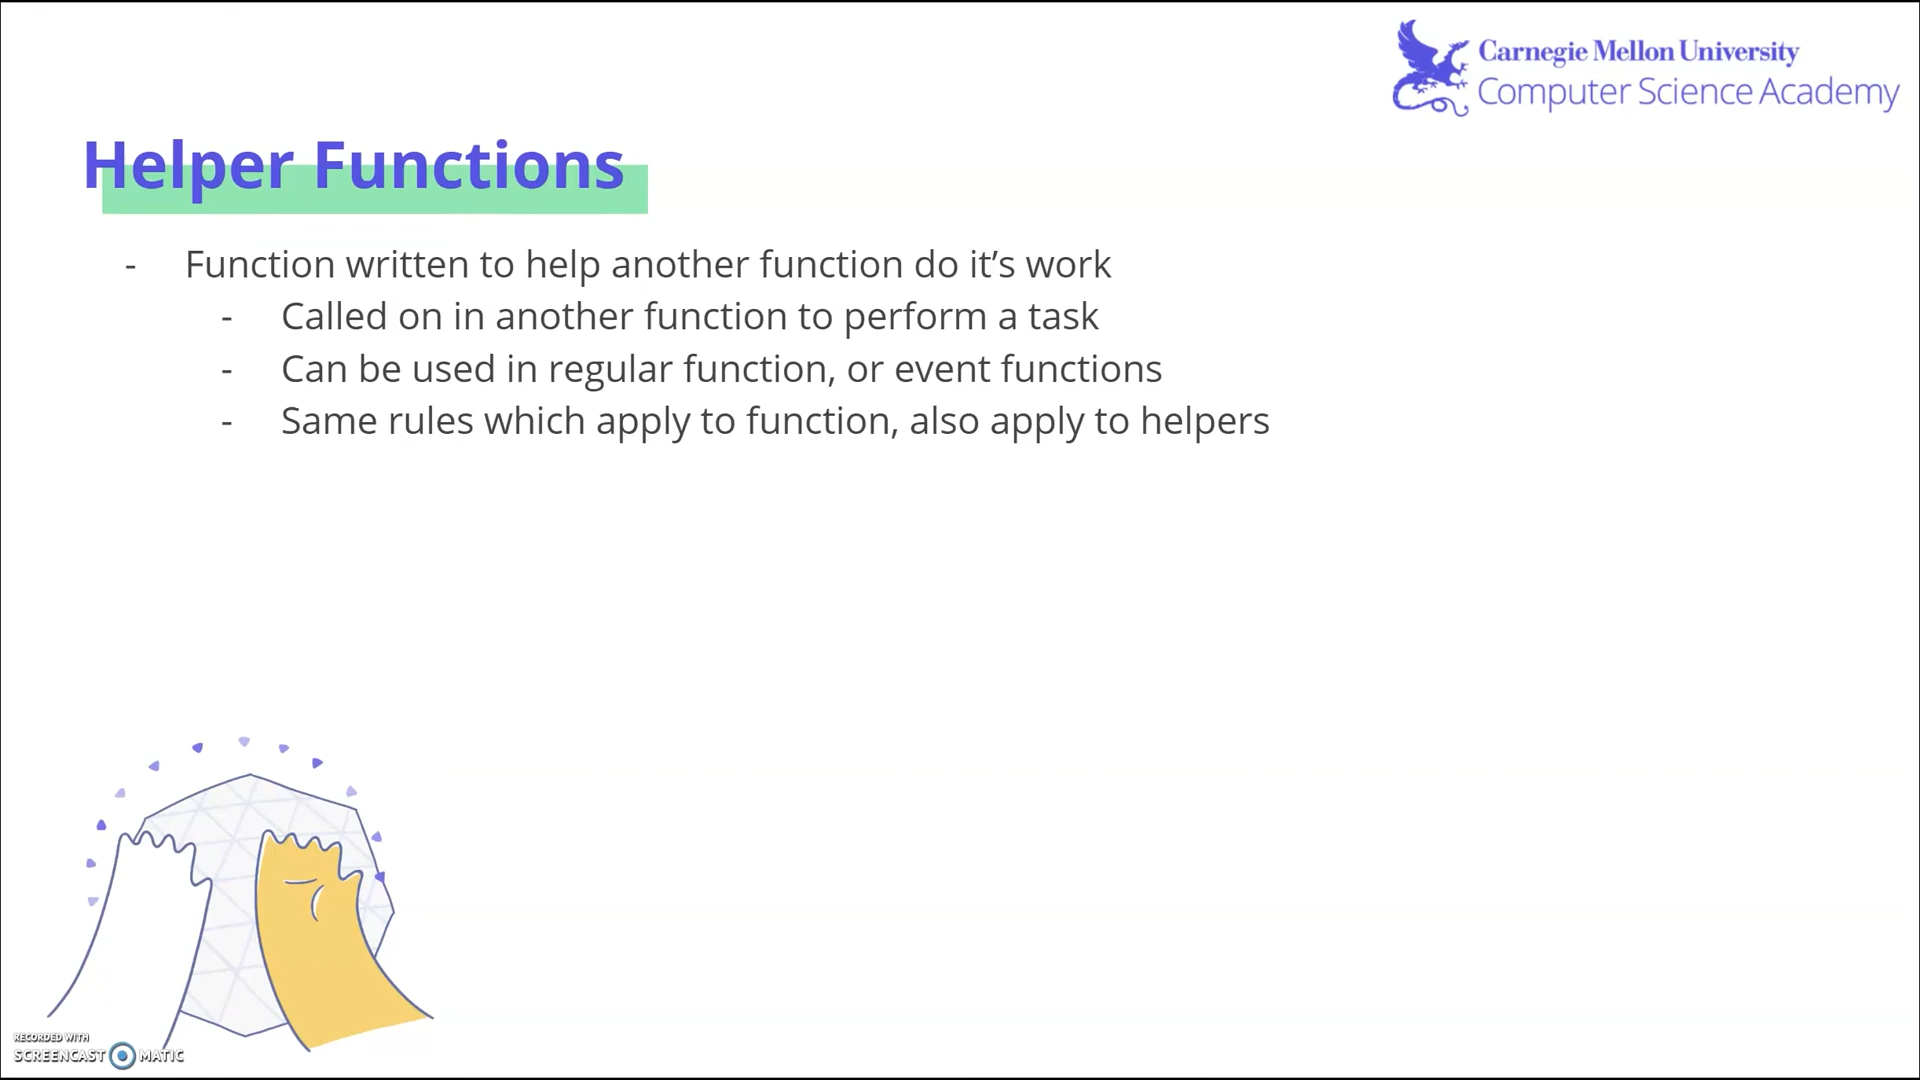 Carnegie Mellon University
Computer Science Academy
Helper Functions
- Function written to help another function do it’s work
- Called on in another function to perform a task
- Can be used in regular function, or event functions
- Same rules which apply to function, also apply to helpers
RECORDED WITH
SCREENCAST MATIC